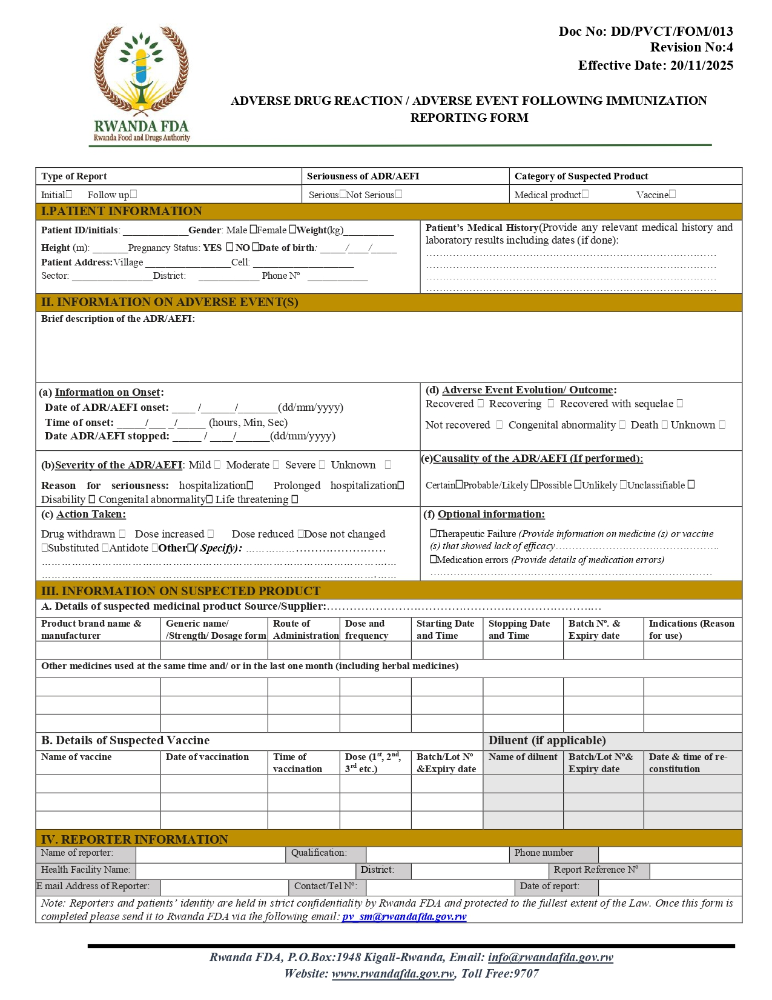 Doc No: DD/PVCT/FOM/013
Revision No:4
Effective Date: 20/11/2025
RWANDA FDA
Rwanda Food and Drugs Authority
ADVERSE DRUG REACTION / ADVERSE EVENT FOLLOWING IMMUNIZATION
REPORTING FORM
Type of Report Seriousness of ADR/AEFI Category of Suspected Product
Initial☐ Follow up☐ Serious☐Not Serious☐ Medical product☐ Vaccine☐
I.PATIENT INFORMATION
Patient ID/initials: _____________Gender: Male ☐Female ☐Weight(kg)__________
Height (m): _______Pregnancy Status: YES ☐ NO ☐Date of birth: _____/____/_____
Patient Address:Village _________________Cell: ____________________
Sector: ________________District: ____________ Phone Nº ____________
Patient’s Medical History(Provide any relevant medical history and
laboratory results including dates (if done):
……………………………………………………………………………
……………………………………………………………………………
……………………………………………………………………………
……………………………………………………………………………
II. INFORMATION ON ADVERSE EVENT(S)
Brief description of the ADR/AEFI:
(a) Information on Onset:
Date of ADR/AEFI onset: ____ /______/_______(dd/mm/yyyy)
Time of onset: _____/___ _/_____ (hours, Min, Sec)
Date ADR/AEFI stopped: _____ / ____/______(dd/mm/yyyy)
(d) Adverse Event Evolution/ Outcome:
Recovered ☐ Recovering ☐ Recovered with sequelae ☐
Not recovered ☐ Congenital abnormality ☐ Death ☐ Unknown ☐
(b)Severity of the ADR/AEFI: Mild ☐ Moderate ☐ Severe ☐ Unknown ☐
Reason for seriousness: hospitalization☐ Prolonged hospitalization☐
Disability ☐ Congenital abnormality☐ Life threatening ☐
(e)Causality of the ADR/AEFI (If performed):
Certain☐Probable/Likely ☐Possible ☐Unlikely ☐Unclassifiable ☐
(c) Action Taken:
Drug withdrawn ☐ Dose increased ☐ Dose reduced ☐Dose not changed
☐Substituted ☐Antidote ☐Other☐( Specify): ……………………………………
………………………………………………………………………………………….…
……………………………………………………………………………………….……
(f) Optional information:
☐Therapeutic Failure (Provide information on medicine (s) or vaccine
(s) that showed lack of efficacy…………………………………………..
☐Medication errors (Provide details of medication errors)
…………………………………………………………………………
III. INFORMATION ON SUSPECTED PRODUCT
A. Details of suspected medicinal product Source/Supplier:…………………………………………………………………….…
Product brand name & manufacturer Generic name/ /Strength/ Dosage form Route of Administration Dose and frequency Starting Date and Time Stopping Date and Time Batch Nº. & Expiry date Indications (Reason for use)
Other medicines used at the same time and/ or in the last one month (including herbal medicines)
B. Details of Suspected Vaccine Diluent (if applicable)
Name of vaccine Date of vaccination Time of vaccination Dose (1st, 2nd, 3rd etc.) Batch/Lot Nº &Expiry date Name of diluent Batch/Lot Nº& Expiry date Date & time of re-constitution
IV. REPORTER INFORMATION
Name of reporter: Qualification: Phone number
Health Facility Name: District: Report Reference Nº
E mail Address of Reporter: Contact/Tel Nº: Date of report:
Note: Reporters and patients’ identity are held in strict confidentiality by Rwanda FDA and protected to the fullest extent of the Law. Once this form is
completed please send it to Rwanda FDA via the following email: pv_sm@rwandafda.gov.rw
Rwanda FDA, P.O.Box:1948 Kigali-Rwanda, Email: info@rwandafda.gov.rw
Website: www.rwandafda.gov.rw, Toll Free:9707